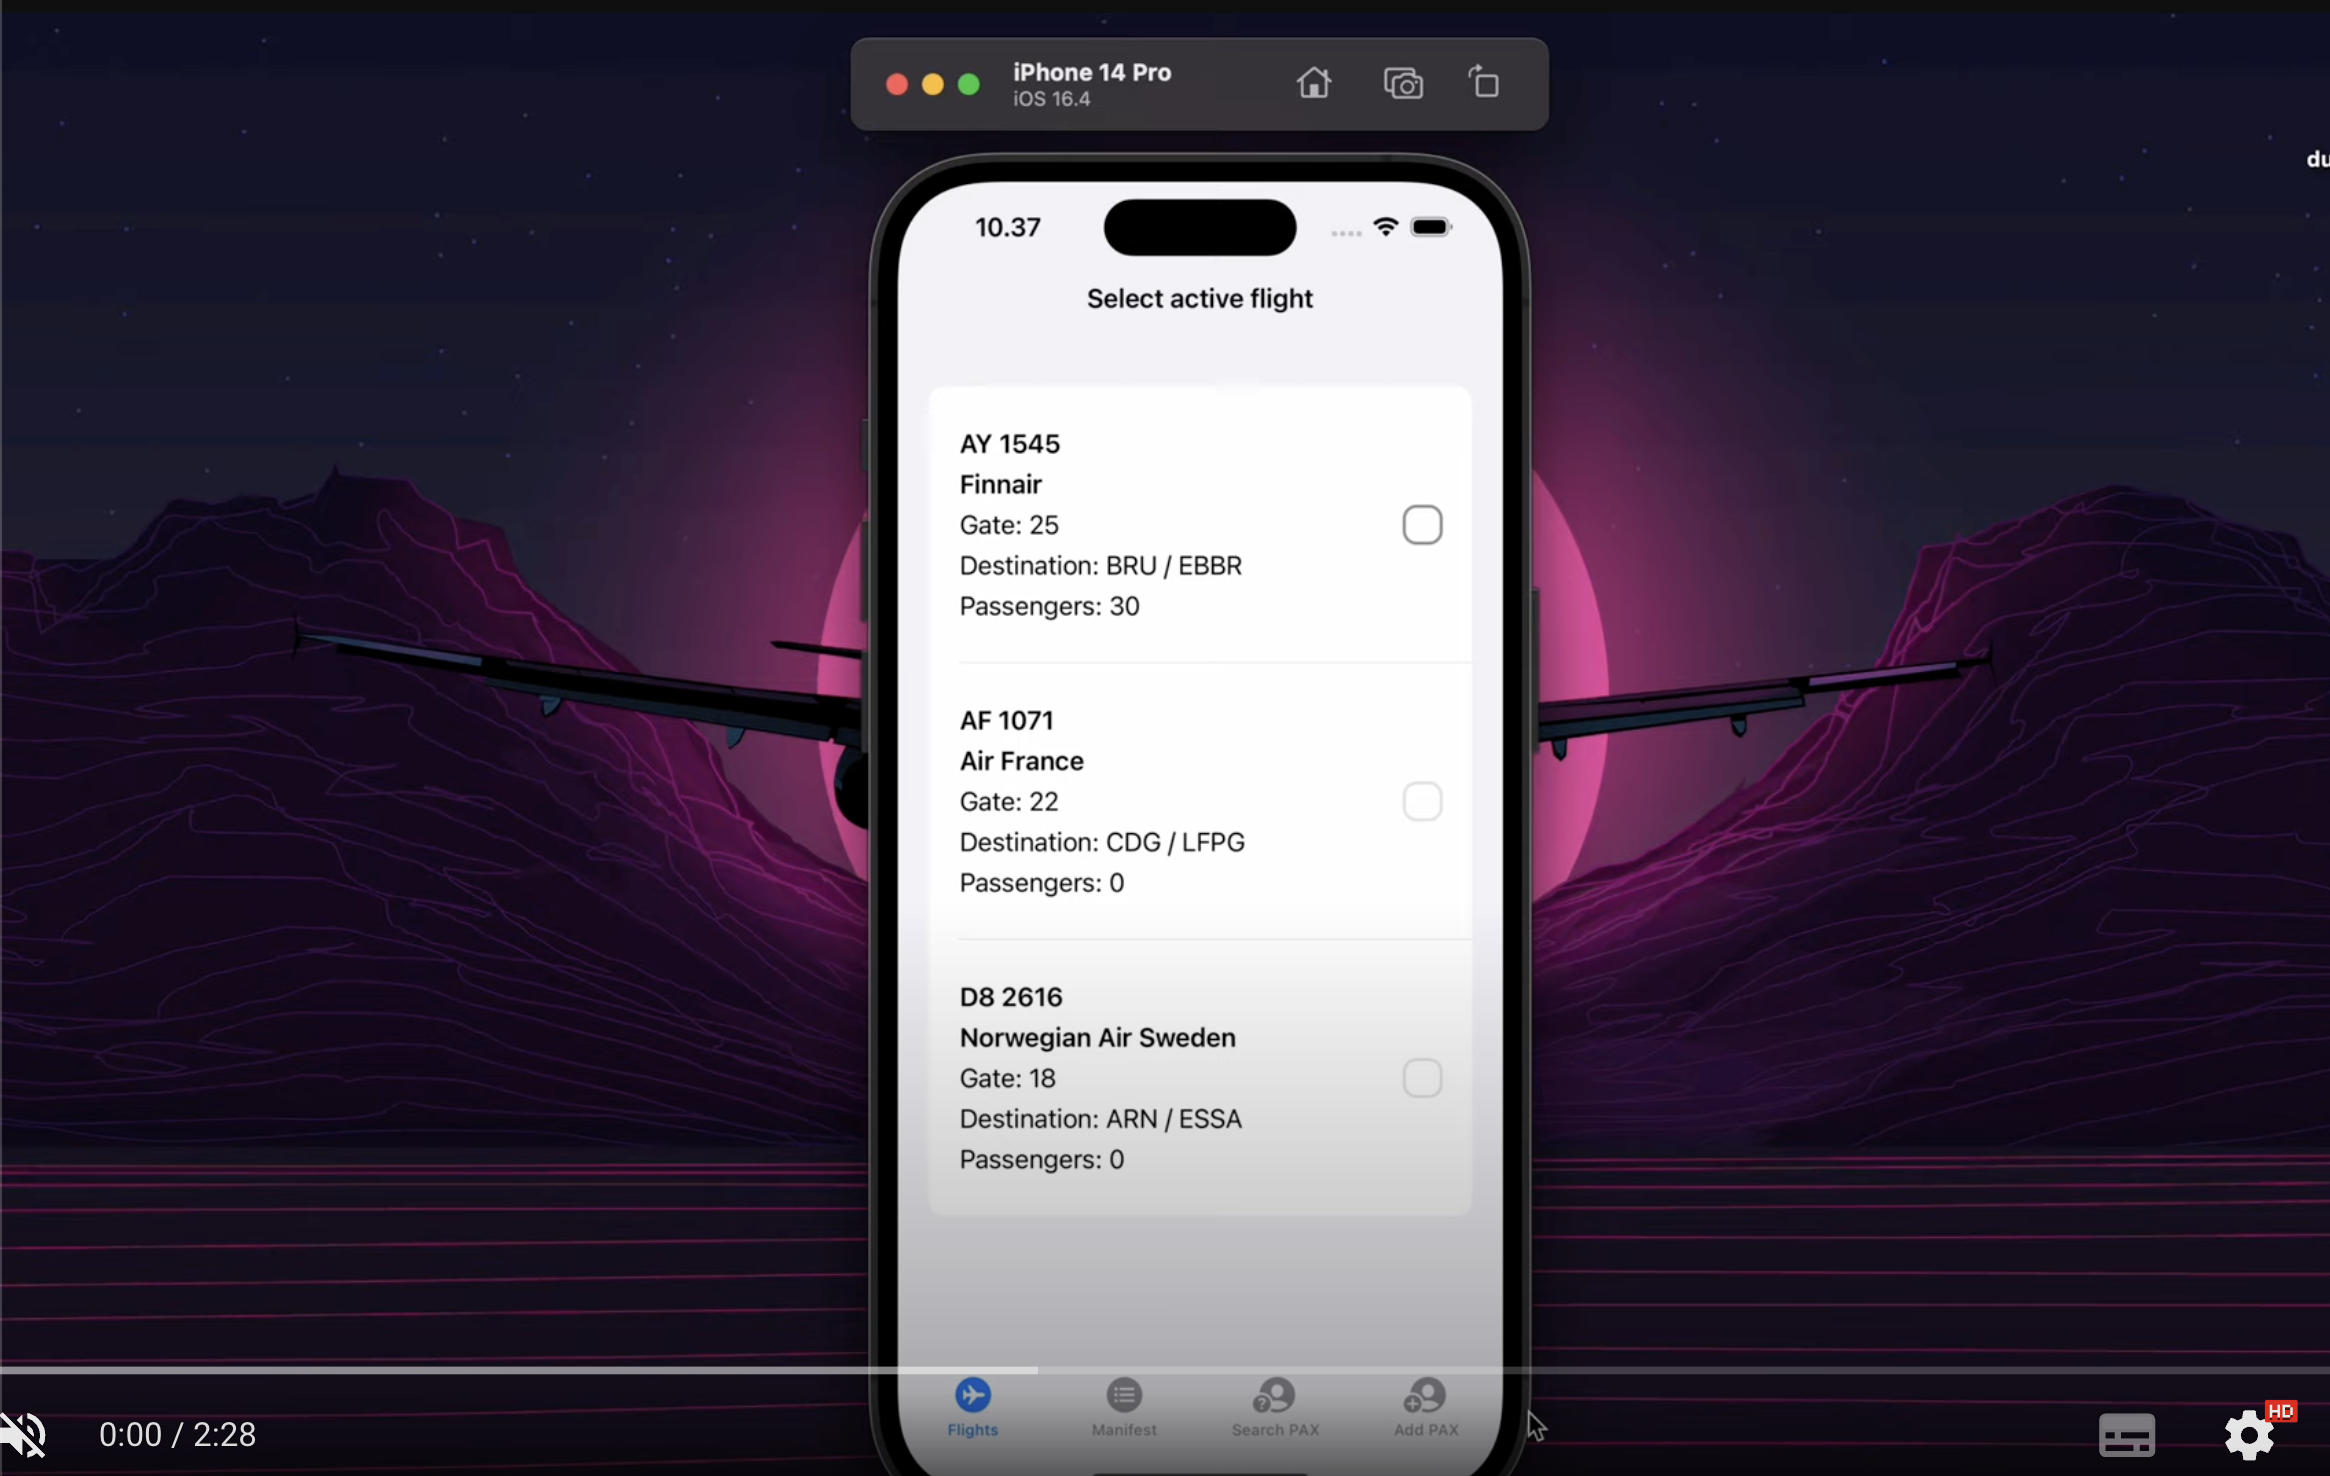 iPhone 14 Pro
iOS 16.4
du
10.37
Select active flight
AY 1545
Finnair
Gate: 25
Destination: BRU / EBBR
Passengers: 30
AF 1071
Air France
Gate: 22
Destination: CDG / LFPG
Passengers: 0
D8 2616
Norwegian Air Sweden
Gate: 18
Destination: ARN / ESSA
Passengers: 0
Flights
Manifest
Search PAX
Add PAX
0:00 / 2:28
HD